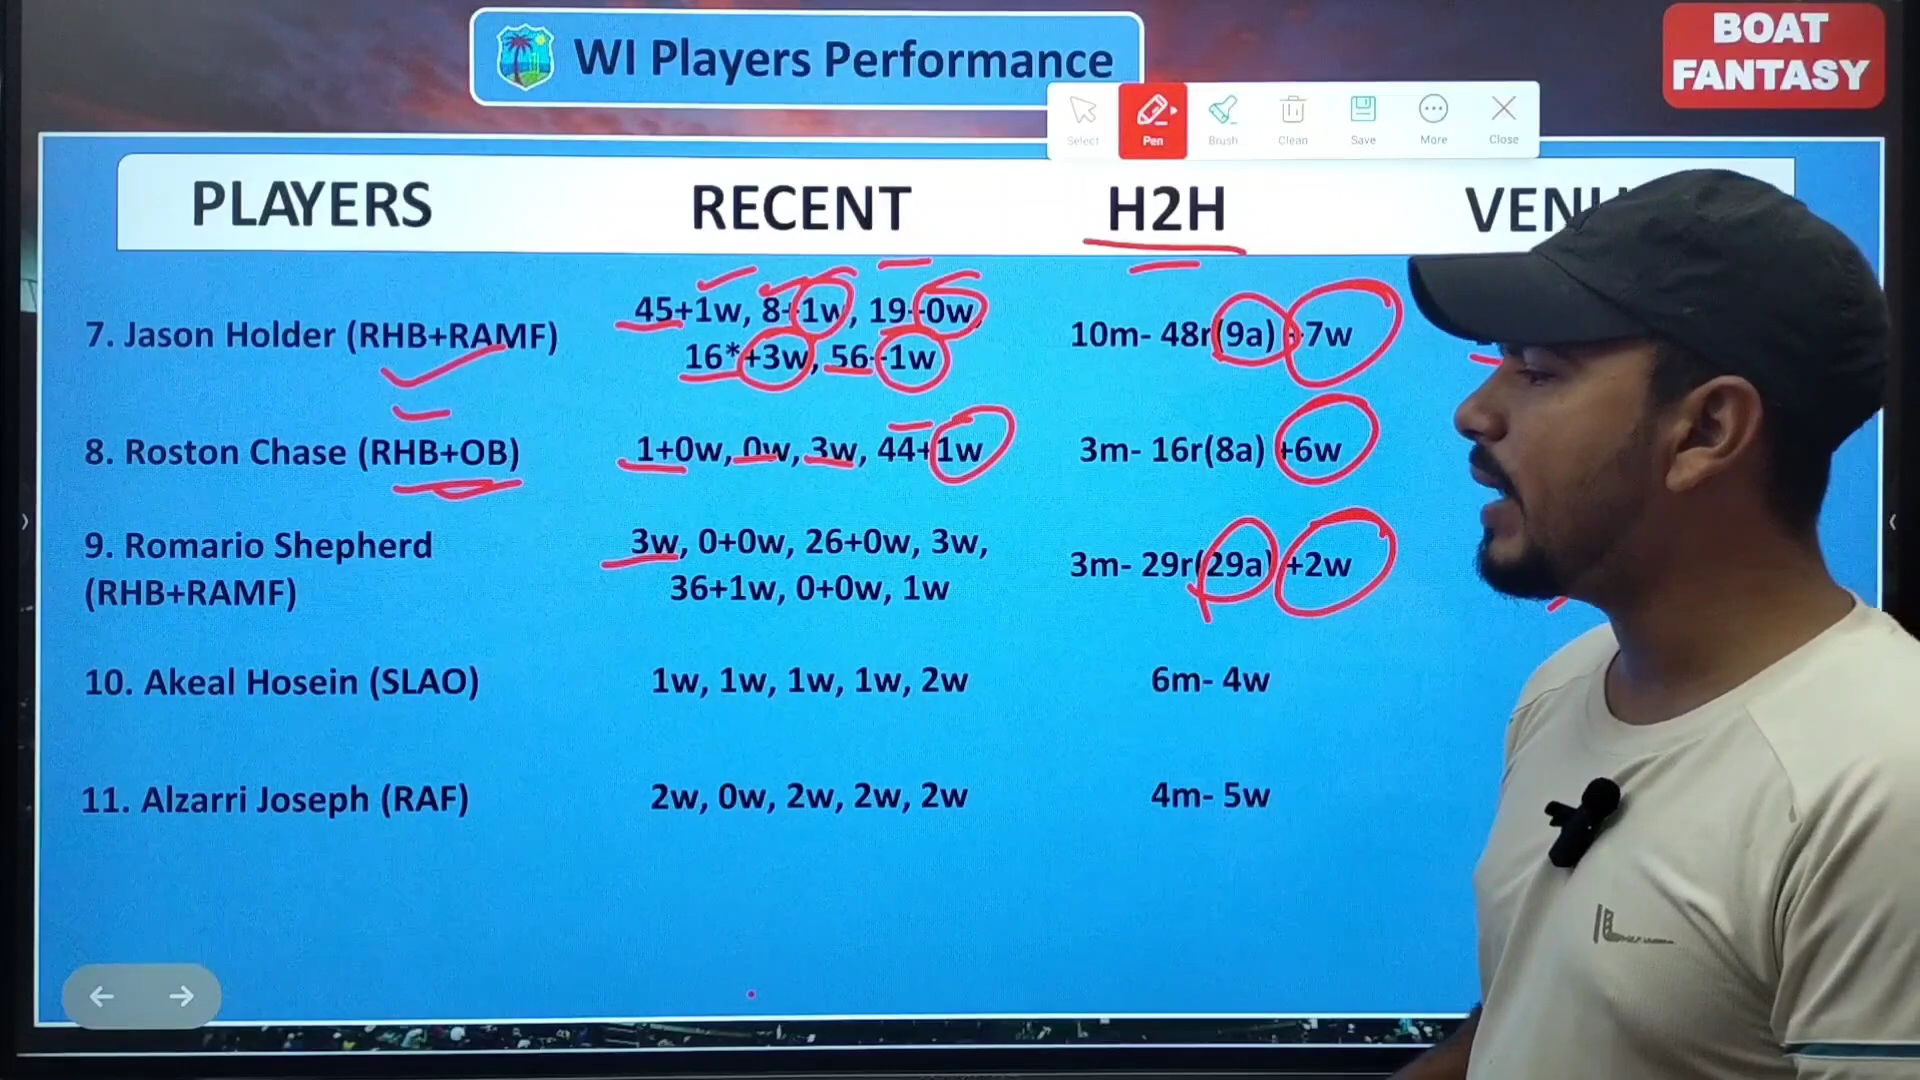 WI Players Performance
BOAT
FANTASY
Select Pen Brush Clean Save More Close
PLAYERS RECENT H2H
7. Jason Holder (RHB+RAMF)
45+1w, 8+1w, 19+0w,
16*+3w, 56+1w
10m- 48r(9a) +7w
8. Roston Chase (RHB+OB)
1+0w, 0w, 3w, 44+1w
3m- 16r(8a) +6w
9. Romario Shepherd
(RHB+RAMF)
3w, 0+0w, 26+0w, 3w,
36+1w, 0+0w, 1w
3m- 29r(29a) +2w
10. Akeal Hosein (SLAO)
1w, 1w, 1w, 1w, 2w
6m- 4w
11. Alzarri Joseph (RAF)
2w, 0w, 2w, 2w, 2w
4m- 5w